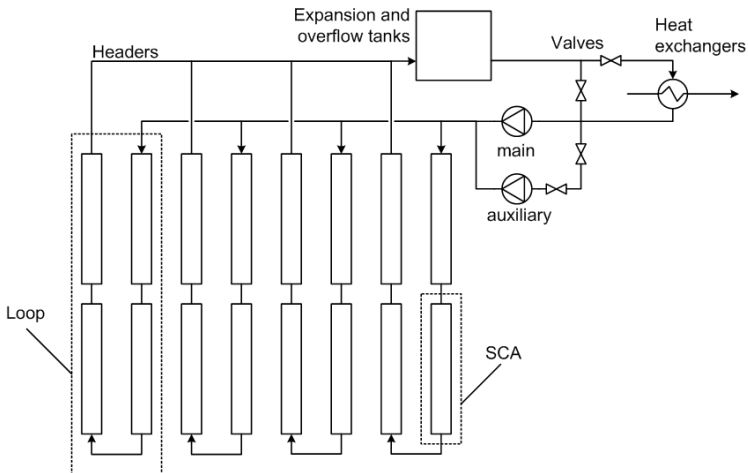 Expansion and
overflow tanks
Heat
exchangers
Valves
Headers
main
auxiliary
Loop
SCA